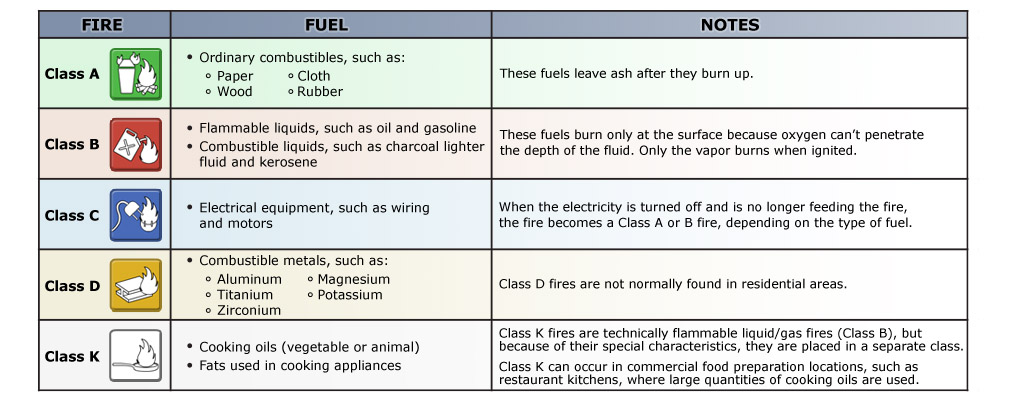 FIRE FUEL NOTES
Class A
• Ordinary combustibles, such as:
∘ Paper ∘ Cloth
∘ Wood ∘ Rubber
These fuels leave ash after they burn up.
Class B
• Flammable liquids, such as oil and gasoline
• Combustible liquids, such as charcoal lighter
fluid and kerosene
These fuels burn only at the surface because oxygen can’t penetrate
the depth of the fluid. Only the vapor burns when ignited.
Class C
• Electrical equipment, such as wiring
and motors
When the electricity is turned off and is no longer feeding the fire,
the fire becomes a Class A or B fire, depending on the type of fuel.
Class D
• Combustible metals, such as:
∘ Aluminum ∘ Magnesium
∘ Titanium ∘ Potassium
∘ Zirconium
Class D fires are not normally found in residential areas.
Class K
• Cooking oils (vegetable or animal)
• Fats used in cooking appliances
Class K fires are technically flammable liquid/gas fires (Class B), but
because of their special characteristics, they are placed in a separate class.
Class K can occur in commercial food preparation locations, such as
restaurant kitchens, where large quantities of cooking oils are used.